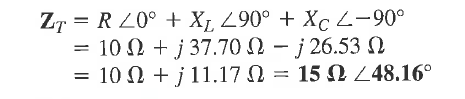 Z_T = R ∠0° + X_L ∠90° + X_C ∠−90°
= 10 Ω + j 37.70 Ω − j 26.53 Ω
= 10 Ω + j 11.17 Ω = 15 Ω ∠48.16°